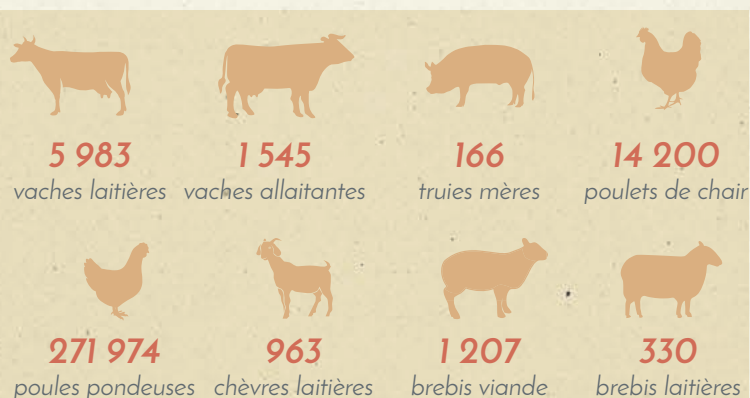 5 983
vaches laitières
1 545
vaches allaitantes
166
truies mères
14 200
poulets de chair
271 974
poules pondeuses
963
chèvres laitières
1 207
brebis viande
330
brebis laitières